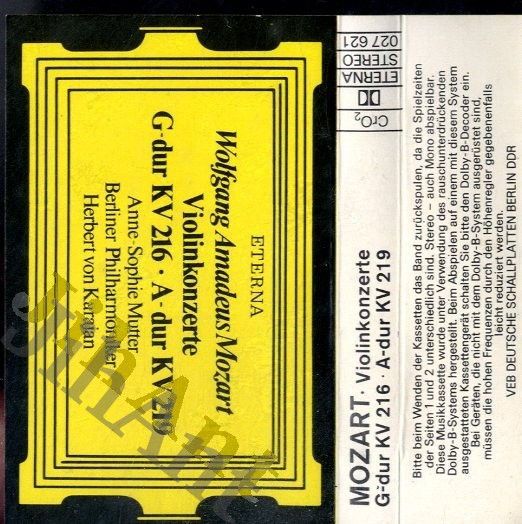 ETERNA
Wolfgang Amadeus Mozart
Violinkonzerte
G-dur KV 216 · A-dur KV 219
Anne-Sophie Mutter
Berliner Philharmoniker
Herbert von Karajan
MOZART · Violinkonzerte
G-dur KV 216 · A-dur KV 219
CrO₂
ETERNA
STEREO
027 621
Bitte beim Wenden der Kassetten das Band zurückspulen, da die Spielzeiten
der Seiten 1 und 2 unterschiedlich sind. Stereo – auch Mono abspielbar.
Diese Musikkassette wurde unter Verwendung des rauschunterdrückenden
Dolby-B-Systems hergestellt. Beim Abspielen auf einem mit diesem System
ausgestatteten Kassettengerät schalten Sie bitte den Dolby-B-Decoder ein.
Bei Geräten, die nicht mit dem Dolby-B-System ausgerüstet sind,
müssen die hohen Frequenzen durch den Höhenregler gegebenenfalls
leicht reduziert werden.
VEB DEUTSCHE SCHALLPLATTEN BERLIN DDR
JinAnt